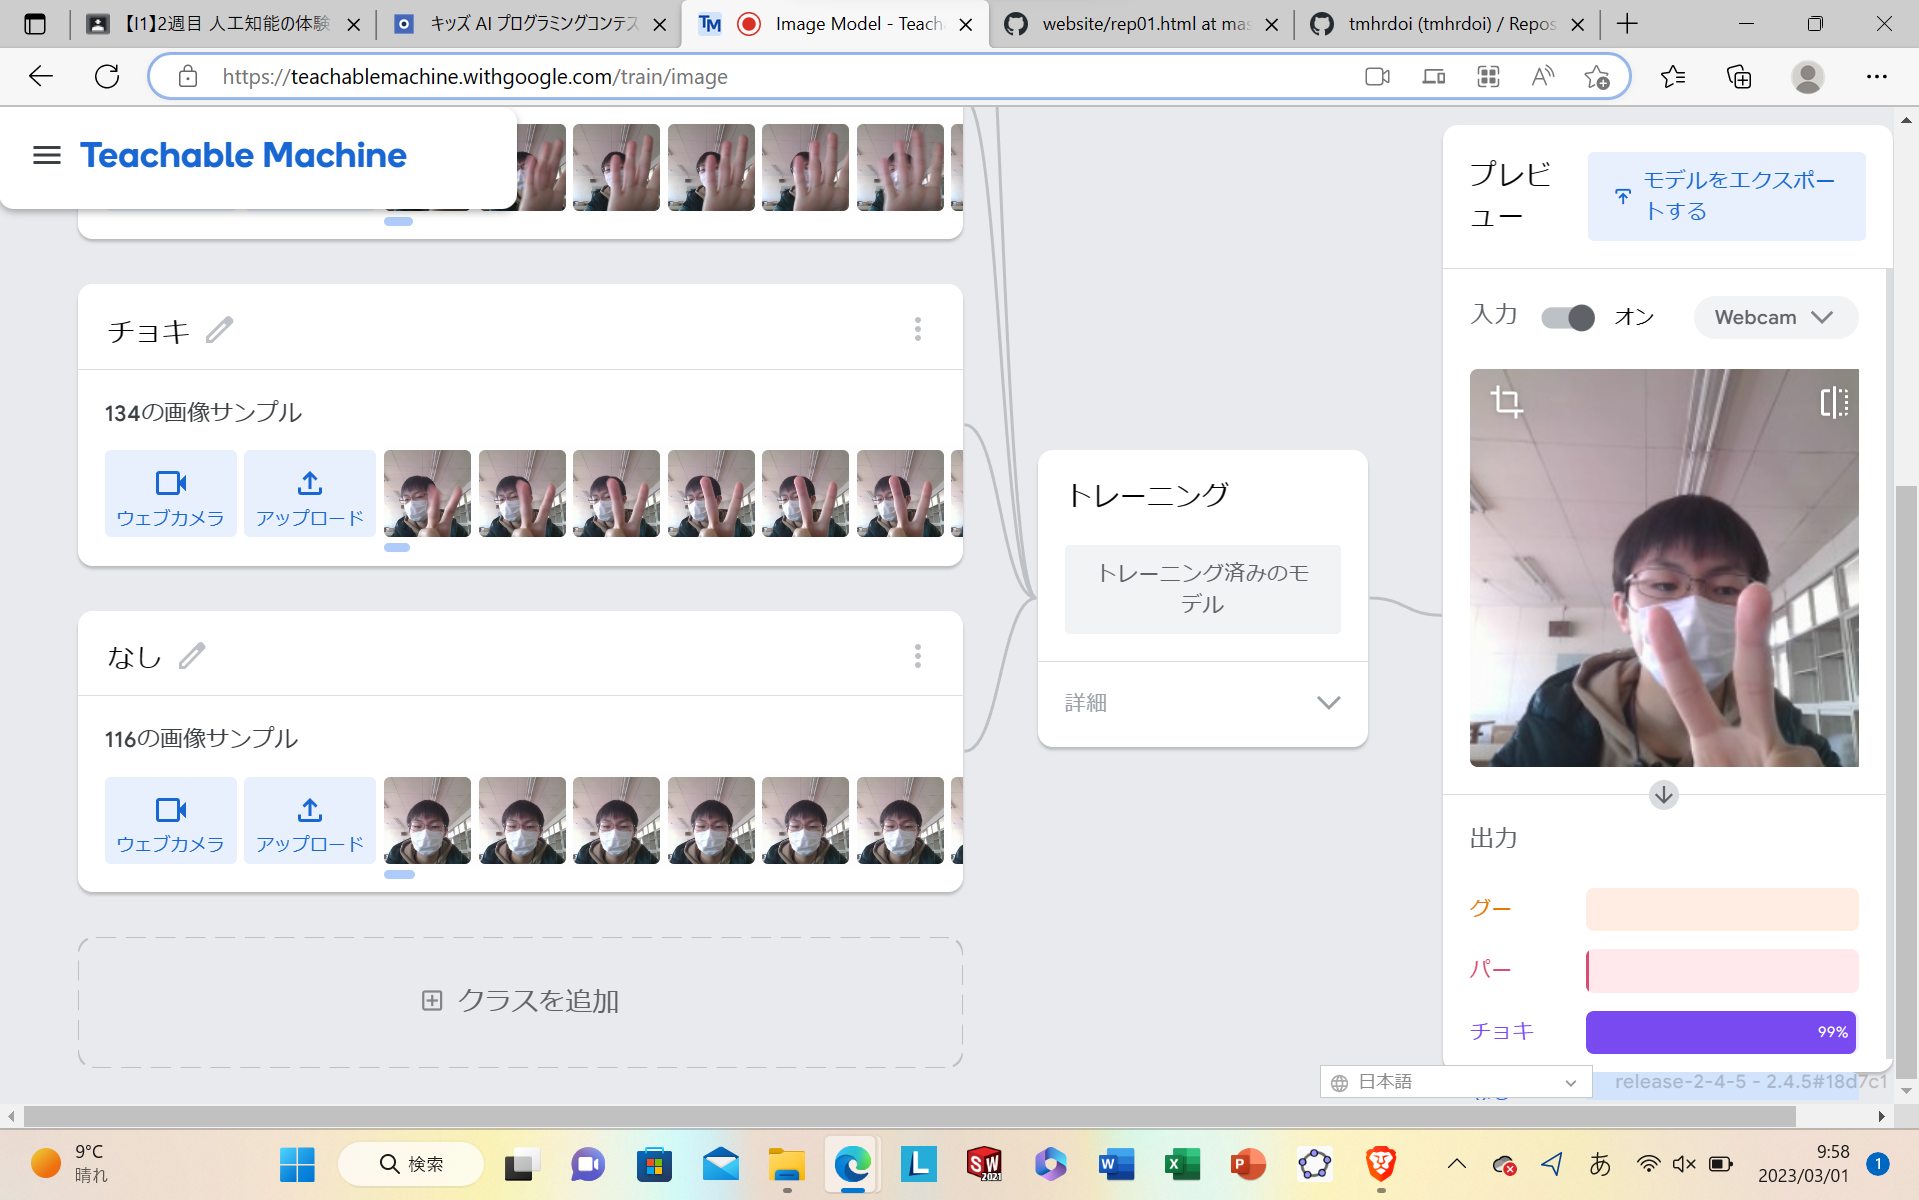 【I1】2週目 人工知能の体験
キッズ AI プログラミングコンテス
Image Model - Teach
website/rep01.html at mas
tmhrdoi (tmhrdoi) / Repos
https://teachablemachine.withgoogle.com/train/image
Teachable Machine
チョキ
134の画像サンプル
ウェブカメラ
アップロード
なし
116の画像サンプル
ウェブカメラ
アップロード
クラスを追加
トレーニング
トレーニング済みのモ
デル
詳細
プレビ
ュー
モデルをエクスポー
トする
入力
オン
Webcam
出力
グー
パー
チョキ
99%
日本語
release-2-4-5 - 2.4.5#18d7c1
9°C
晴れ
検索
L
SW
2021
W
X
P
あ
9:58
2023/03/01
1